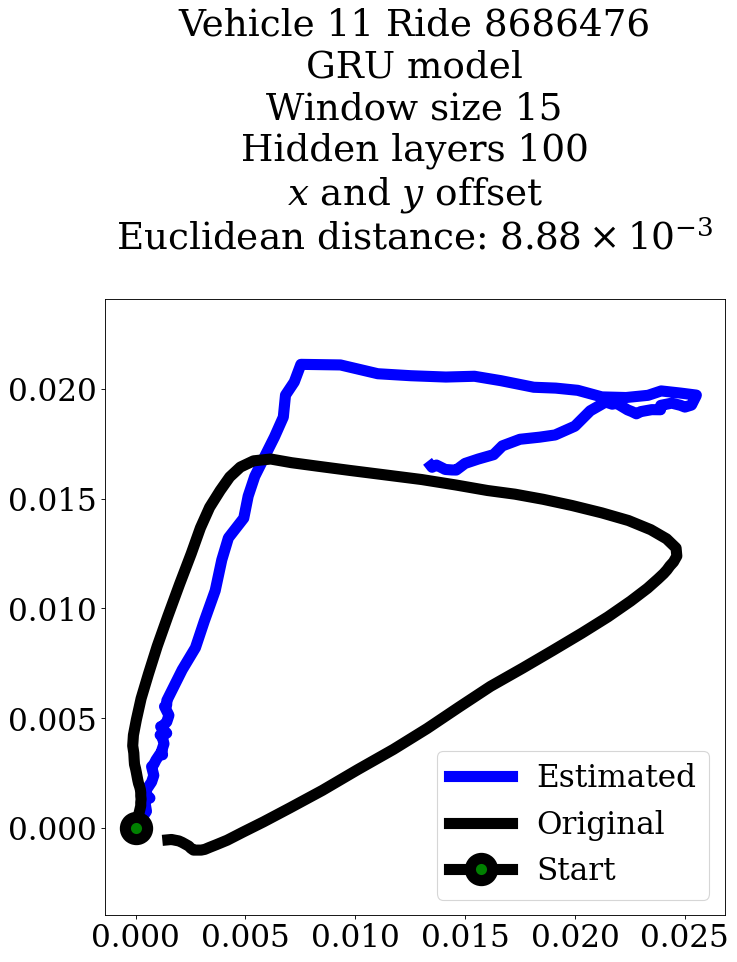 Vehicle 11 Ride 8686476
GRU model
Window size 15
Hidden layers 100
x and y offset
Euclidean distance: 8.88 × 10⁻³
0.020
0.015
0.010
0.005
0.000
Estimated
Original
Start
0.000 0.005 0.010 0.015 0.020 0.025